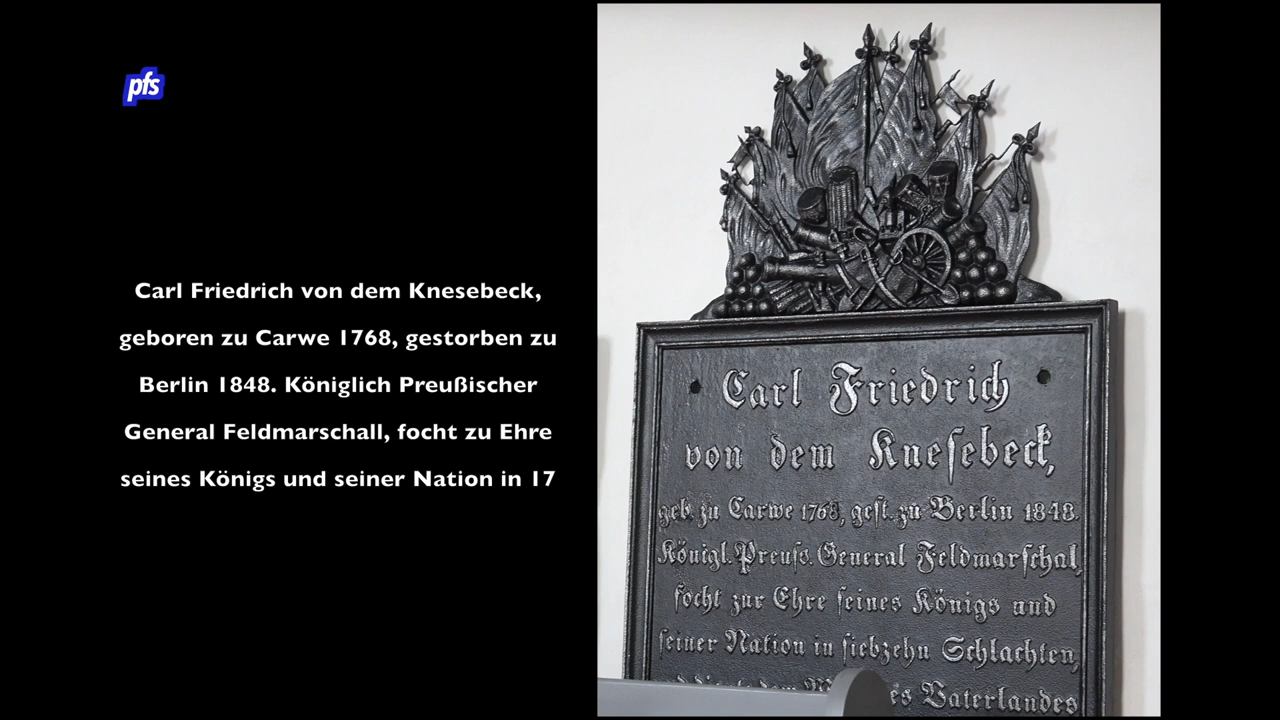 pfs
Carl Friedrich von dem Knesebeck,
geboren zu Carwe 1768, gestorben zu
Berlin 1848. Königlich Preußischer
General Feldmarschall, focht zu Ehre
seines Königs und seiner Nation in 17
Carl Friedrich
von dem Kneſebeck,
geb. zu Carwe 1768, geſt. zu Berlin 1848.
Königl. Preuſs. General Feldmarſchal,
focht zur Ehre ſeines Königs und
ſeiner Nation in ſiebzehn Schlachten,
es Vaterlandes